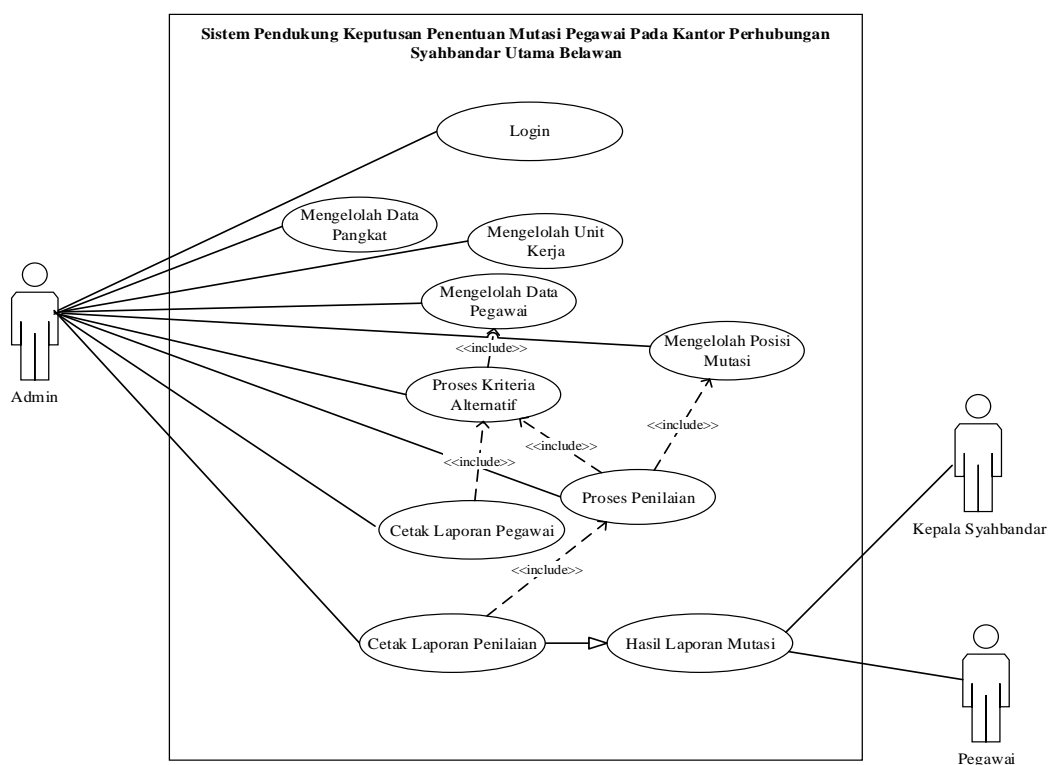 Sistem Pendukung Keputusan Penentuan Mutasi Pegawai Pada Kantor Perhubungan
Syahbandar Utama Belawan
Login
Mengelolah Data
Pangkat
Mengelolah Unit
Kerja
Mengelolah Data
Pegawai
Mengelolah Posisi
Mutasi
<<include>>
Proses Kriteria
Alternatif
Admin
<<include>>
<<include>>
<<include>>
Proses Penilaian
Cetak Laporan Pegawai
Kepala Syahbandar
<<include>>
Cetak Laporan Penilaian
Hasil Laporan Mutasi
Pegawai